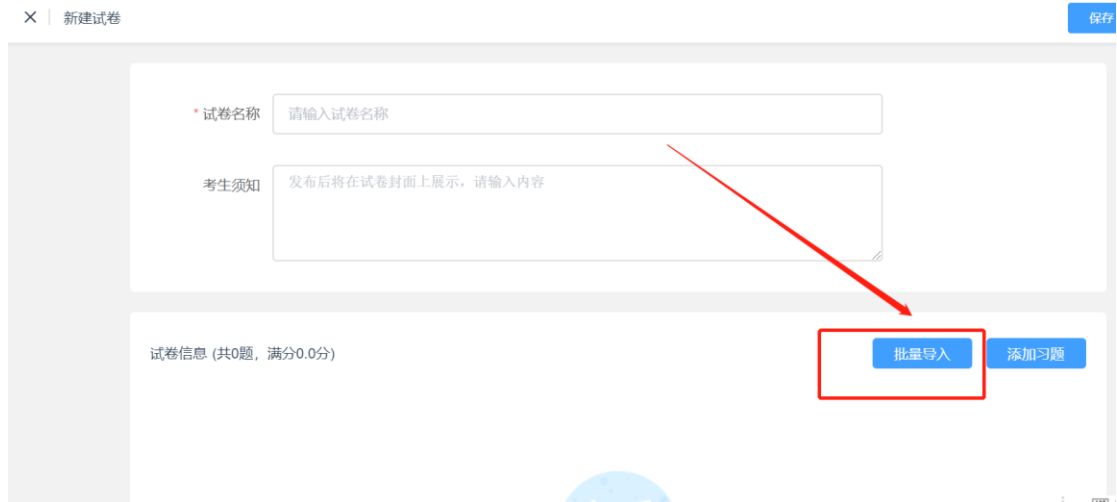 × 新建试卷 保存
* 试卷名称 请输入试卷名称
考生须知 发布后将在试卷封面上展示，请输入内容
试卷信息 (共0题，满分0.0分) 批量导入 添加习题